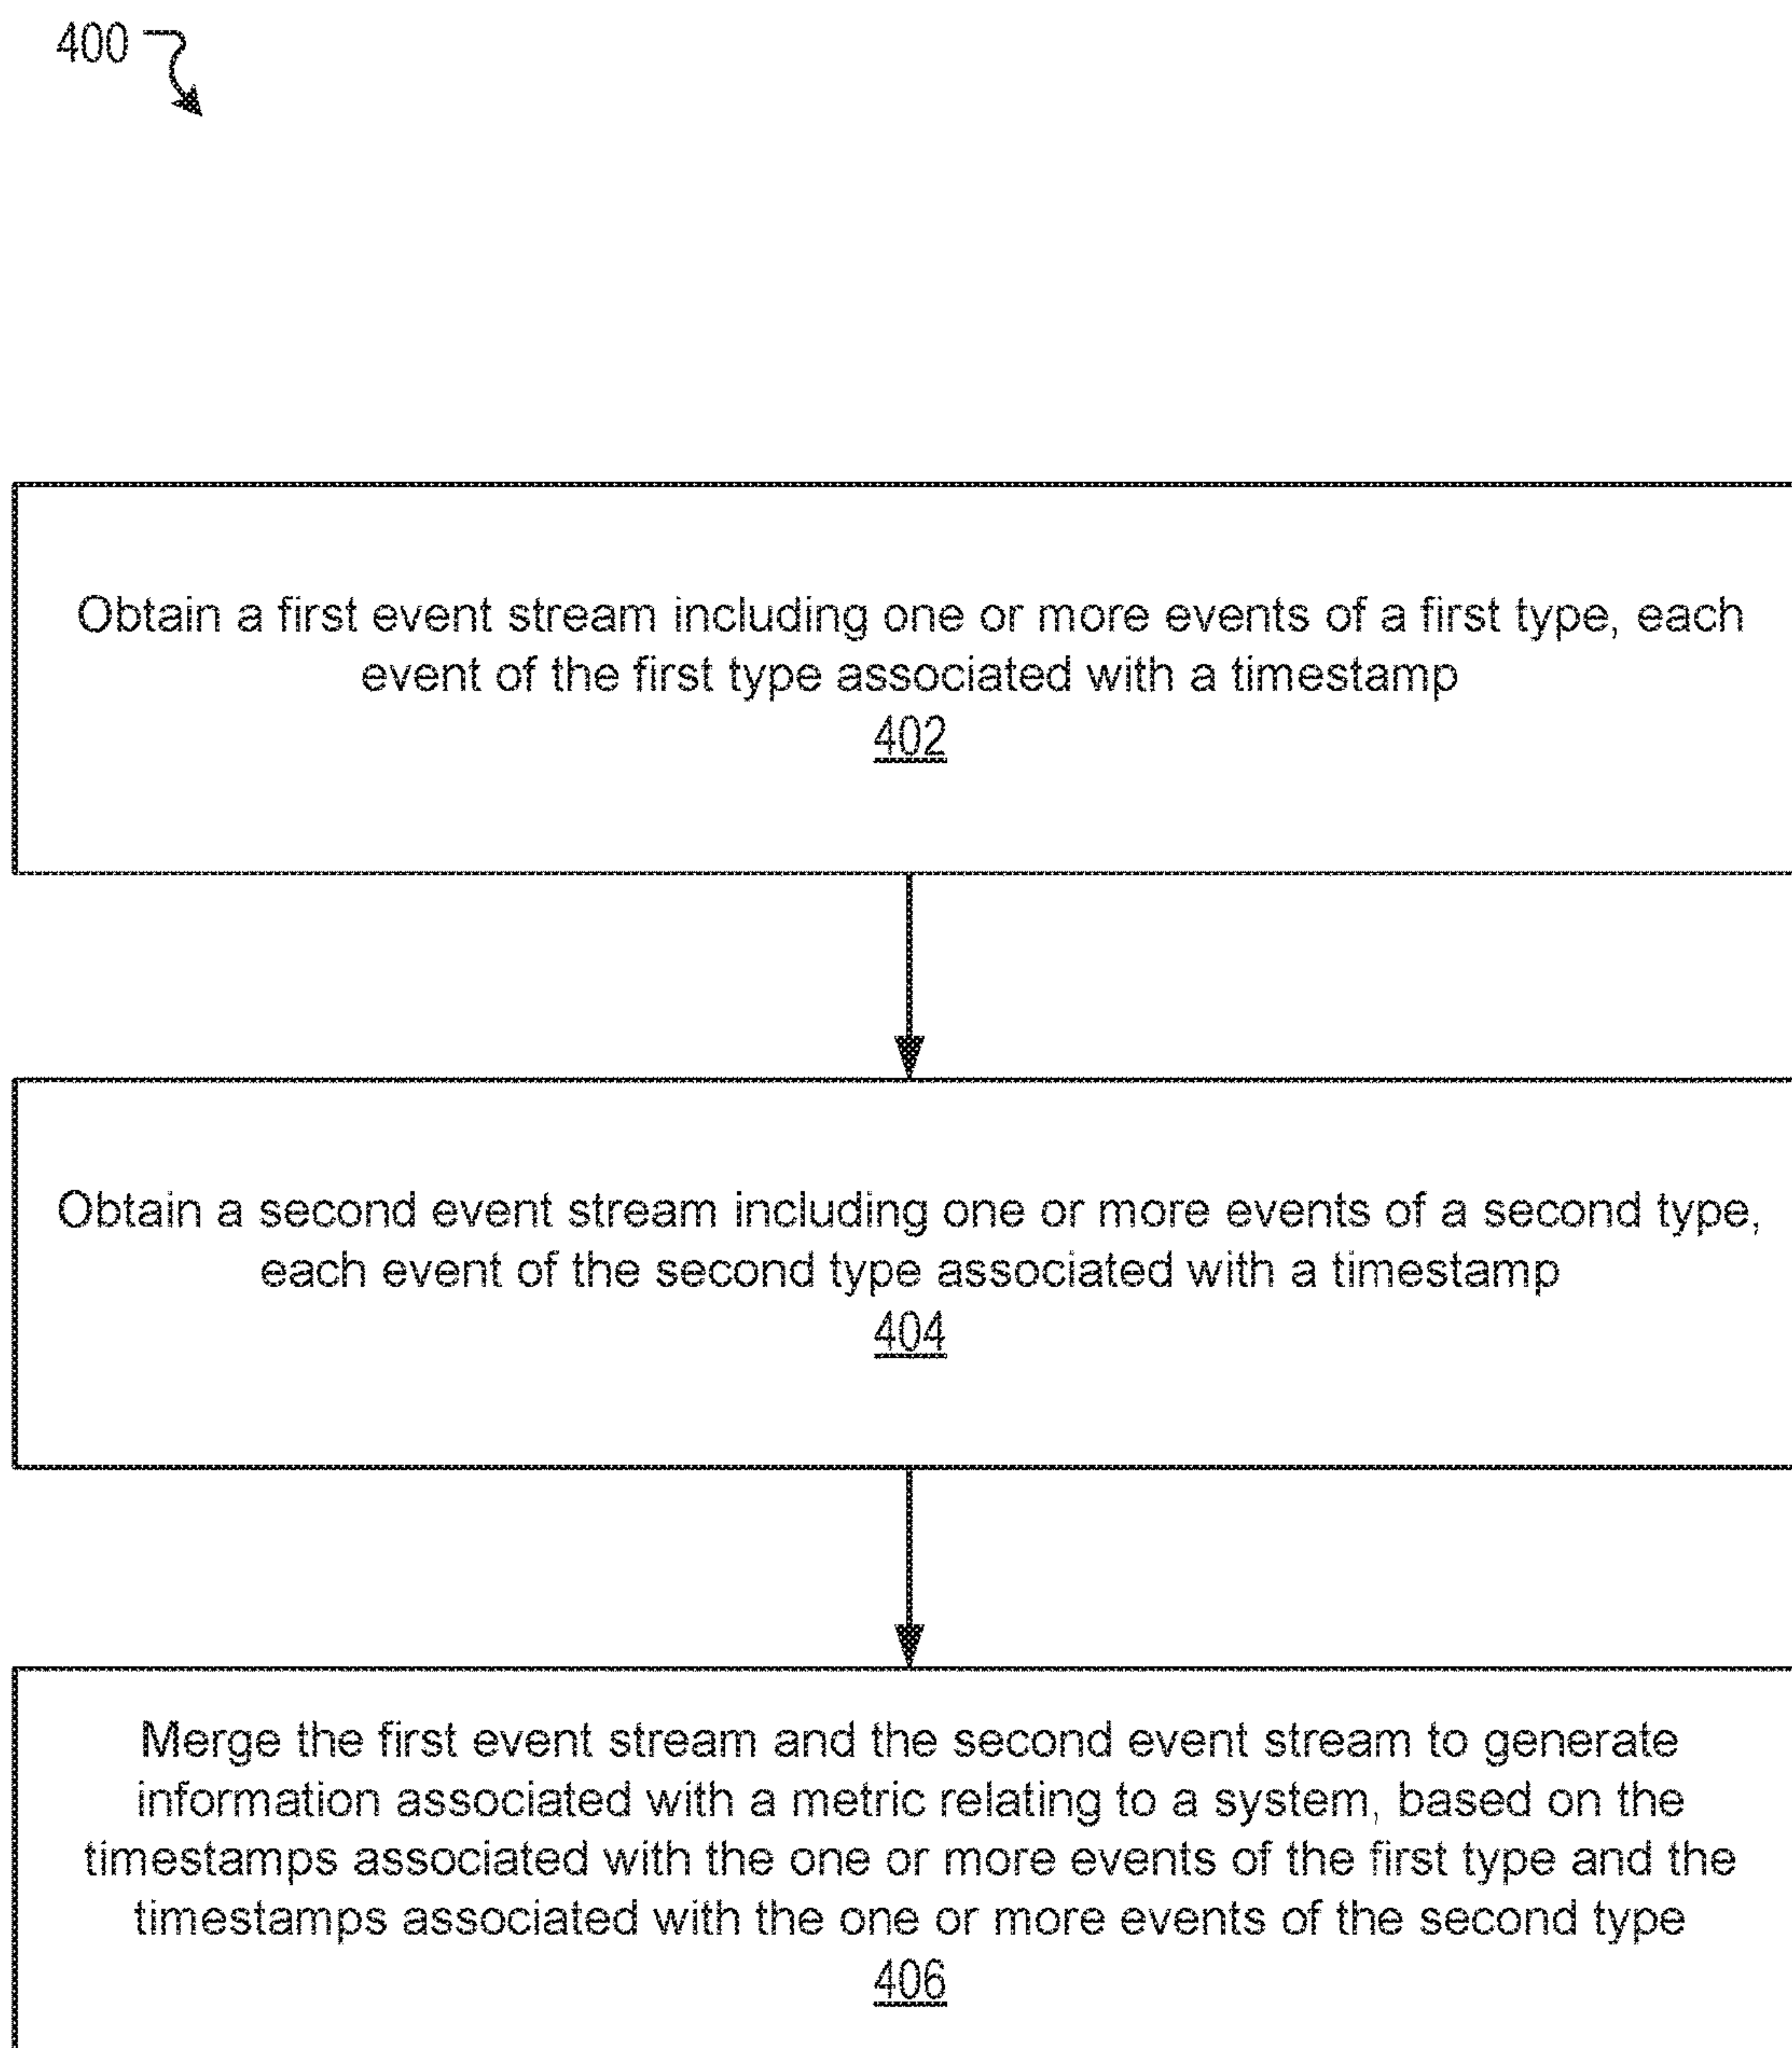 400
Obtain a first event stream including one or more events of a first type, each
event of the first type associated with a timestamp
402
Obtain a second event stream including one or more events of a second type,
each event of the second type associated with a timestamp
404
Merge the first event stream and the second event stream to generate
information associated with a metric relating to a system, based on the
timestamps associated with the one or more events of the first type and the
timestamps associated with the one or more events of the second type
406